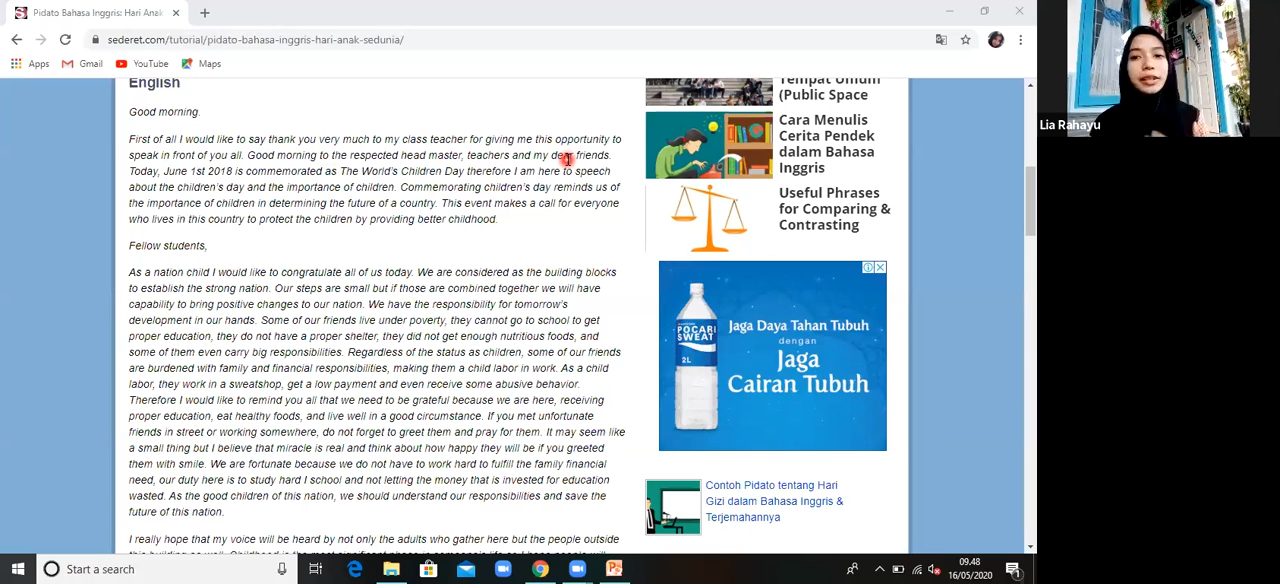 Pidato Bahasa Inggris: Hari Anak
sederet.com/tutorial/pidato-bahasa-inggris-hari-anak-sedunia/
Apps
Gmail
YouTube
Maps
English
Good morning.
First of all I would like to say thank you very much to my class teacher for giving me this opportunity to
speak in front of you all. Good morning to the respected head master, teachers and my dear friends.
Today, June 1st 2018 is commemorated as The World's Children Day therefore I am here to speech
about the children's day and the importance of children. Commemorating children's day reminds us of
the importance of children in determining the future of a country. This event makes a call for everyone
who lives in this country to protect the children by providing better childhood.
Fellow students,
As a nation child I would like to congratulate all of us today. We are considered as the building blocks
to establish the strong nation. Our steps are small but if those are combined together we will have
capability to bring positive changes to our nation. We have the responsibility for tomorrow's
development in our hands. Some of our friends live under poverty, they cannot go to school to get
proper education, they do not have a proper shelter, they did not get enough nutritious foods, and
some of them even carry big responsibilities. Regardless of the status as children, some of our friends
are burdened with family and financial responsibilities, making them a child labor in work. As a child
labor, they work in a sweatshop, get a low payment and even receive some abusive behavior.
Therefore I would like to remind you all that we need to be grateful because we are here, receiving
proper education, eat healthy foods, and live well in a good circumstance. If you met unfortunate
friends in street or working somewhere, do not forget to greet them and pray for them. It may seem like
a small thing but I believe that miracle is real and think about how happy they will be if you greeted
them with smile. We are fortunate because we do not have to work hard to fulfill the family financial
need, our duty here is to study hard I school and not letting the money that is invested for education
wasted. As the good children of this nation, we should understand our responsibilities and save the
future of this nation.
I really hope that my voice will be heard by not only the adults who gather here but the people outside
this building as well. Childhood is the most significant phase in someone's life so I hope people will
Tempat Umum
(Public Space
Cara Menulis
Cerita Pendek
dalam Bahasa
Inggris
Useful Phrases
for Comparing &
Contrasting
POCARI
SWEAT
2L
Jaga Daya Tahan Tubuh
dengan
Jaga
Cairan Tubuh
Contoh Pidato tentang Hari
Gizi dalam Bahasa Inggris &
Terjemahannya
Lia Rahayu
Start a search
09.48
16/05/2020